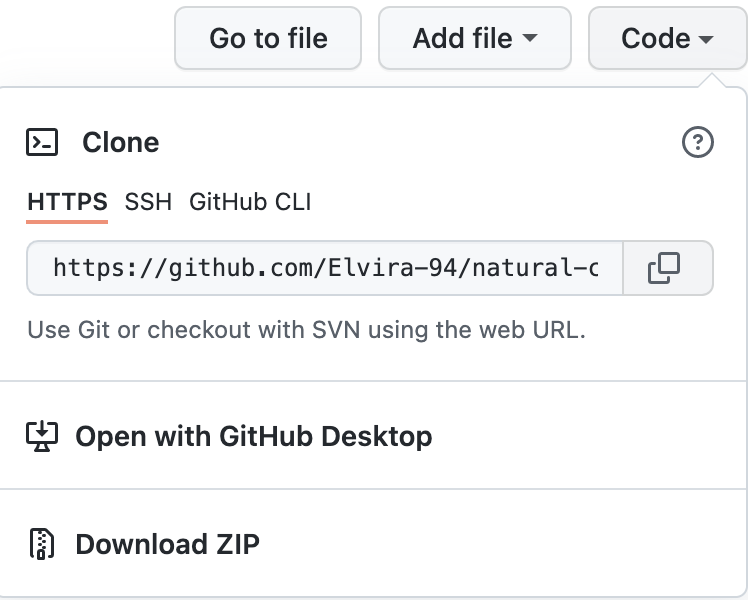 Go to file Add file Code
Clone
HTTPS SSH GitHub CLI
https://github.com/Elvira-94/natural-c
Use Git or checkout with SVN using the web URL.
Open with GitHub Desktop
Download ZIP